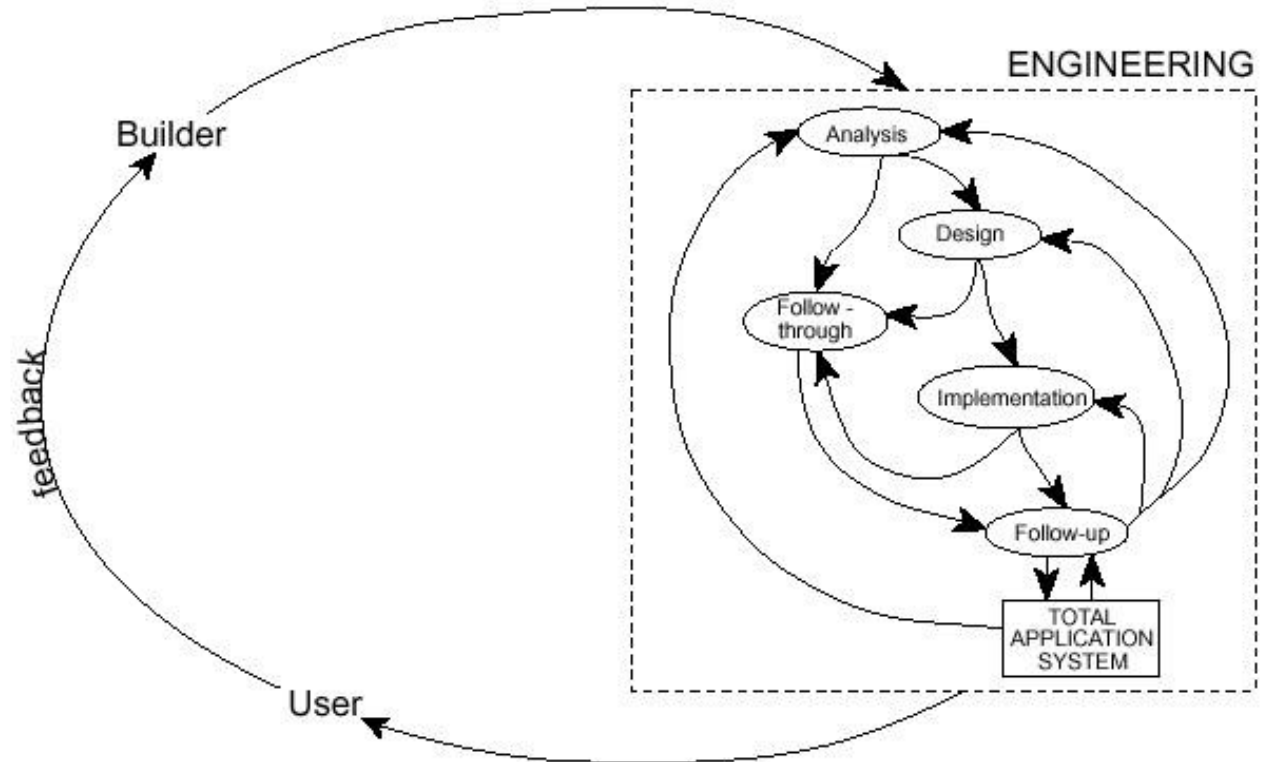 ENGINEERING
Builder
Analysis
Design
Follow -
through
feedback
Implementation
Follow-up
TOTAL
APPLICATION
SYSTEM
User